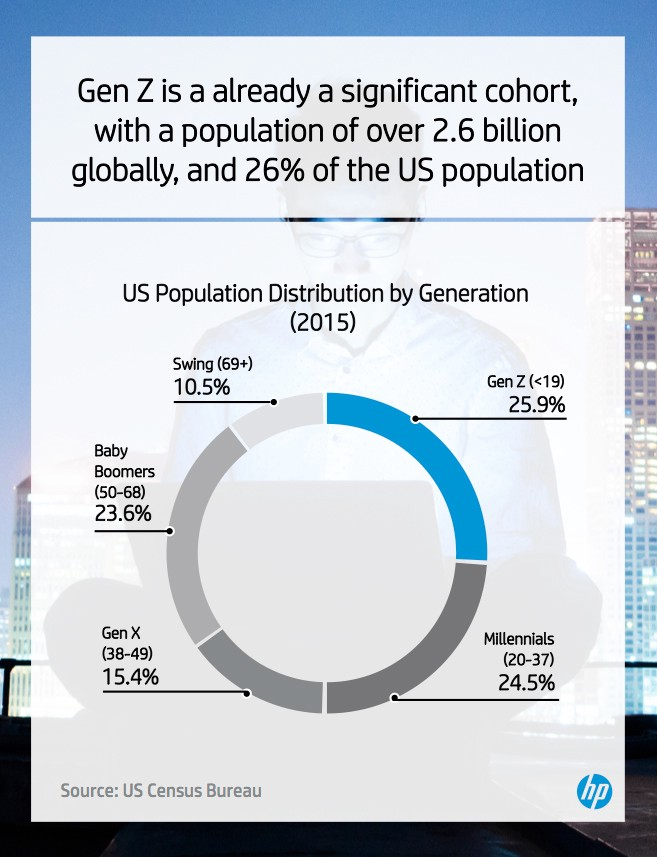 Gen Z is a already a significant cohort,
with a population of over 2.6 billion
globally, and 26% of the US population
US Population Distribution by Generation
(2015)
Swing (69+)
10.5%
Gen Z (<19)
25.9%
Baby
Boomers
(50-68)
23.6%
Gen X
(38-49)
15.4%
Millennials
(20-37)
24.5%
Source: US Census Bureau
hp